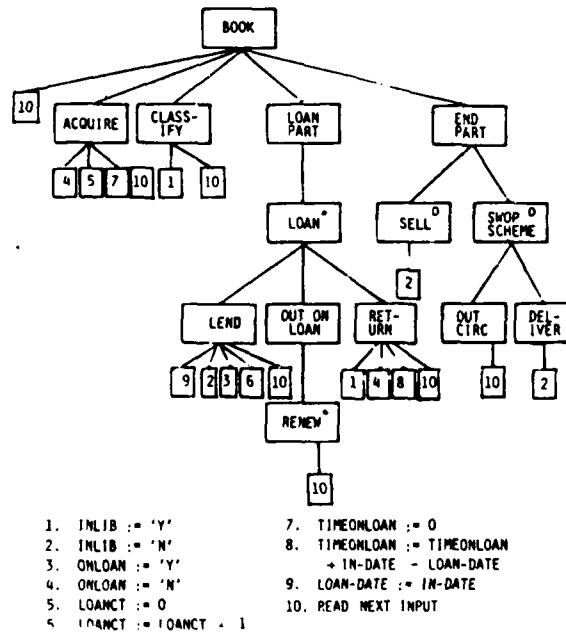 BOOK
10
ACQUIRE
CLASS-
IFY
LOAN
PART
END
PART
4 5 7 10 1 10
LOAN*
SELL O
SWOP O
SCHEME
2
LEND
OUT ON
LOAN
RET-
URN
OUT
CIRC
DEL-
IVER
9 2 3 6 10 1 4 8 10 10 2
RENEW*
10
1. INLIB := 'Y'
2. INLIB := 'N'
3. ONLOAN := 'Y'
4. ONLOAN := 'N'
5. LOANCT := 0
LOANCT := LOANCT 1
7. TIMEONLOAN := 0
8. TIMEONLOAN := TIMEONLOAN
+ IN-DATE - LOAN-DATE
9. LOAN-DATE := IN-DATE
10. READ NEXT INPUT